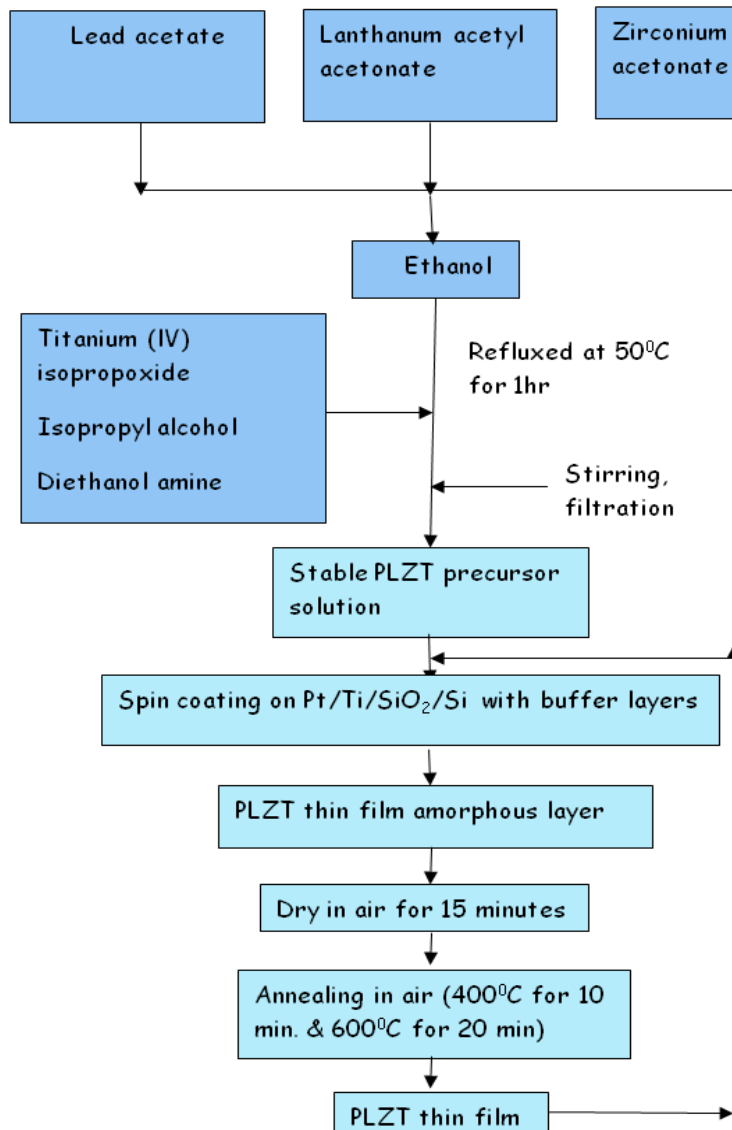 Lead acetate
Lanthanum acetyl
acetonate
Zirconium
acetonate
Ethanol
Titanium (IV)
isopropoxide
Isopropyl alcohol
Diethanol amine
Refluxed at 50⁰C
for 1hr
Stirring,
filtration
Stable PLZT precursor
solution
Spin coating on Pt/Ti/SiO₂/Si with buffer layers
PLZT thin film amorphous layer
Dry in air for 15 minutes
Annealing in air (400⁰C for 10
min. & 600⁰C for 20 min)
PLZT thin film